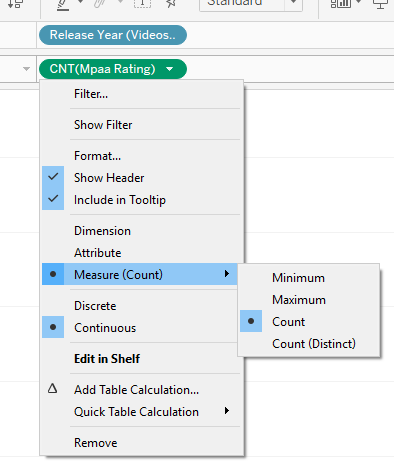 Standard
Release Year (Videos..
CNT(Mpaa Rating)
Filter...
Show Filter
Format...
Show Header
Include in Tooltip
Dimension
Attribute
Measure (Count)
Minimum
Maximum
Count
Count (Distinct)
Discrete
Continuous
Edit in Shelf
Add Table Calculation...
Quick Table Calculation
Remove